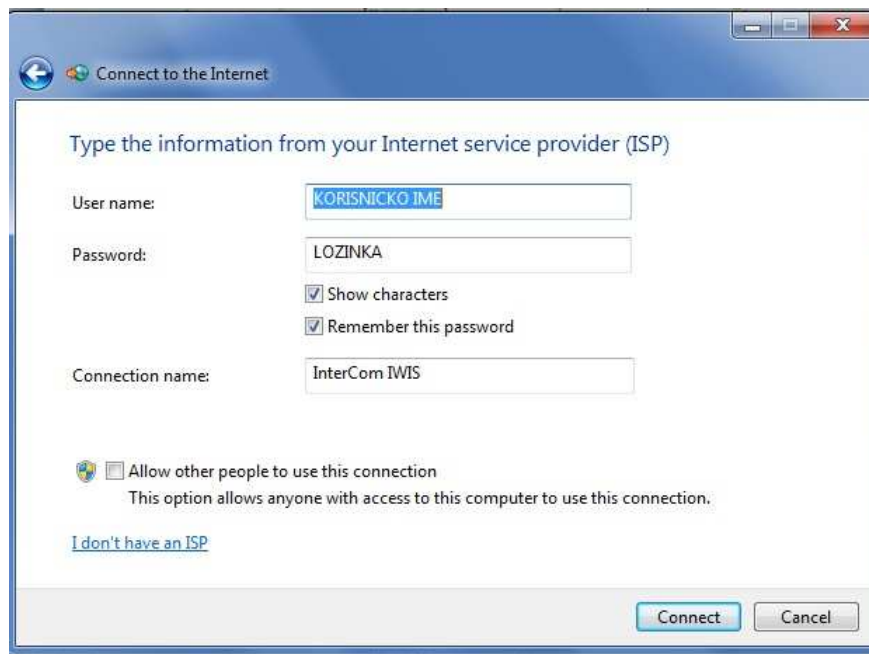 Connect to the Internet
Type the information from your Internet service provider (ISP)
User name:
KORISNICKO IME
Password:
LOZINKA
Show characters
Remember this password
Connection name:
InterCom IWIS
Allow other people to use this connection
This option allows anyone with access to this computer to use this connection.
I don't have an ISP
Connect
Cancel